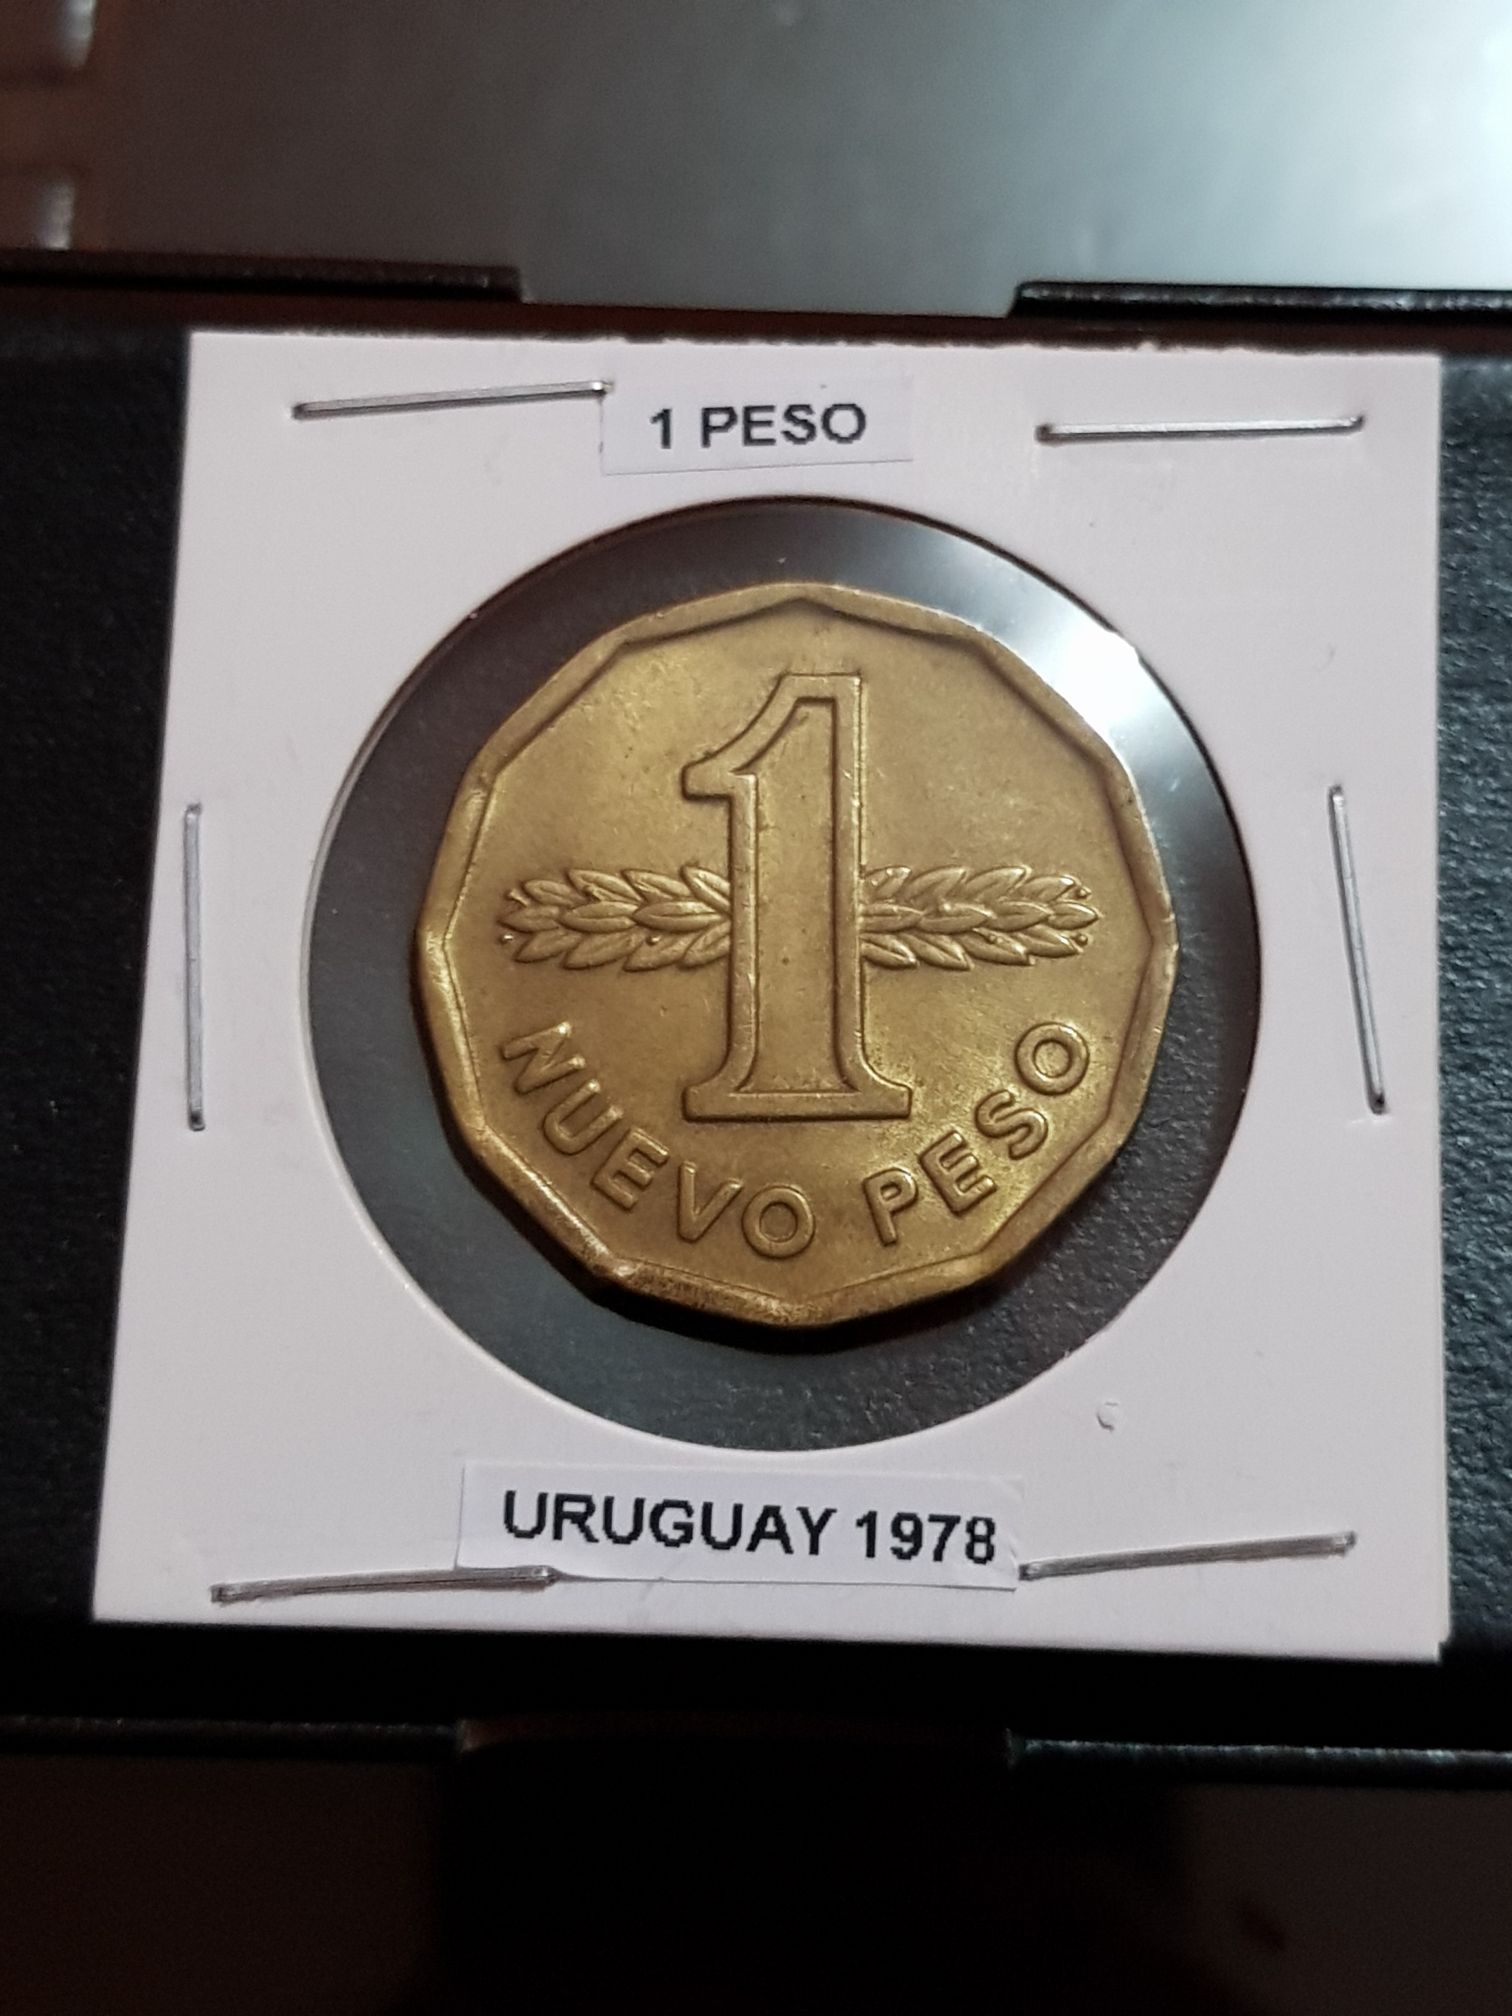 1 PESO
1
NUEVO PESO
URUGUAY 1978